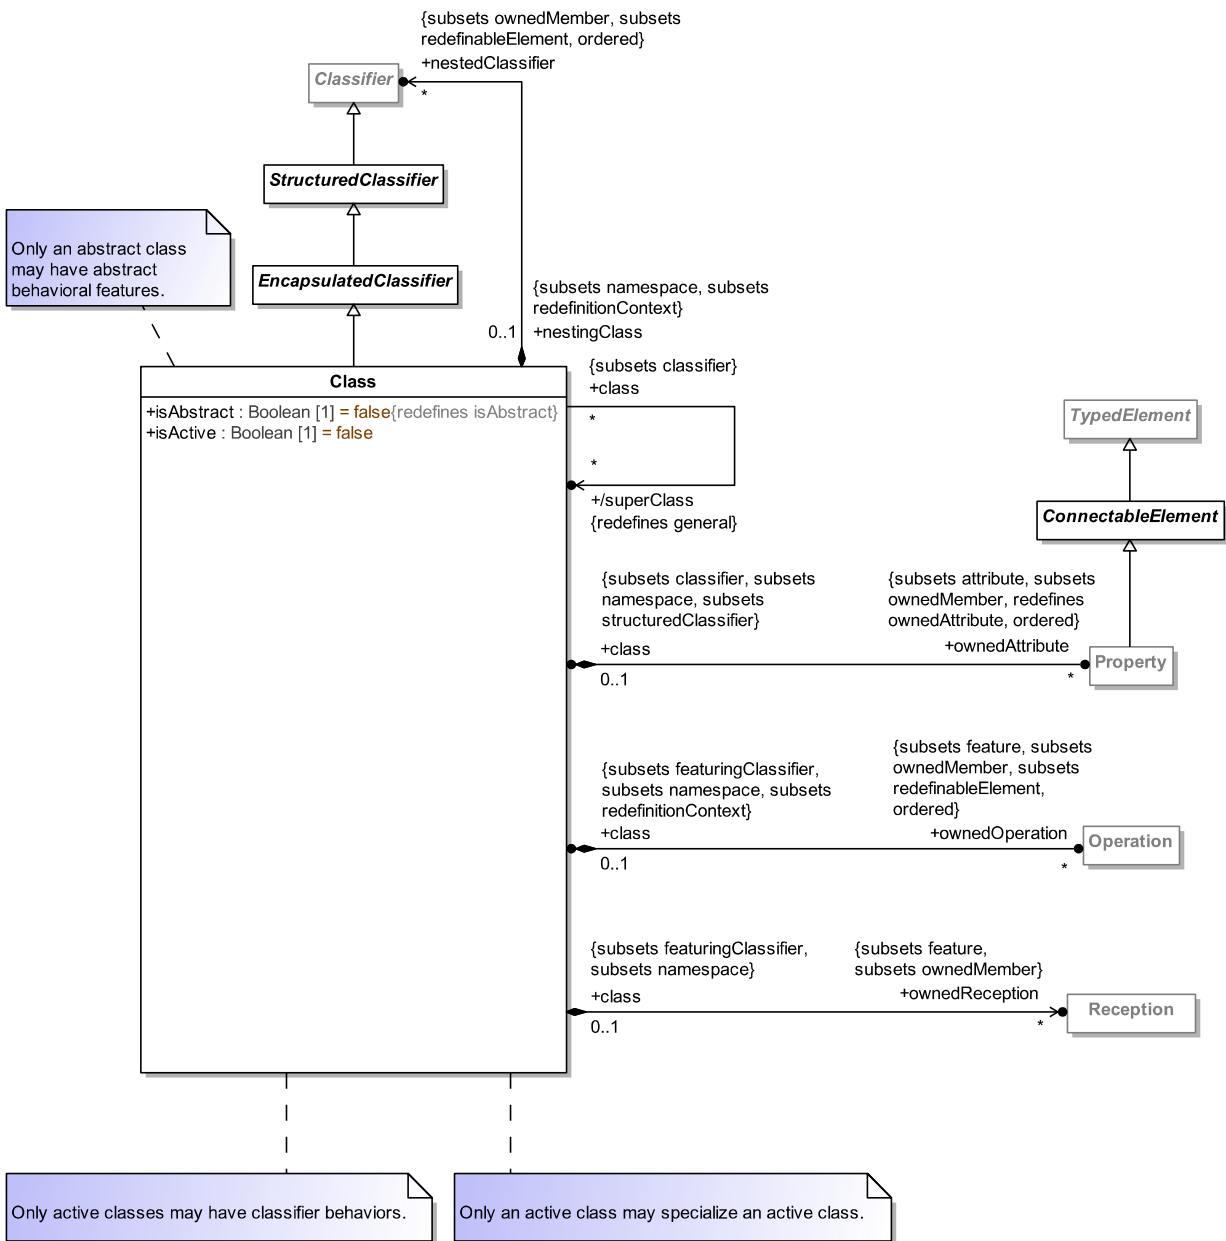 {subsets ownedMember, subsets
redefinableElement, ordered}
+nestedClassifier
*
Classifier
StructuredClassifier
Only an abstract class
may have abstract
behavioral features.
EncapsulatedClassifier
{subsets namespace, subsets
redefinitionContext}
0..1 +nestingClass
Class
+isAbstract : Boolean [1] = false{redefines isAbstract}
+isActive : Boolean [1] = false
{subsets classifier}
+class
*
*
+/superClass
{redefines general}
TypedElement
ConnectableElement
{subsets classifier, subsets
namespace, subsets
structuredClassifier}
+class
0..1
{subsets attribute, subsets
ownedMember, redefines
ownedAttribute, ordered}
+ownedAttribute
*
Property
{subsets featuringClassifier,
subsets namespace, subsets
redefinitionContext}
+class
0..1
{subsets feature, subsets
ownedMember, subsets
redefinableElement,
ordered}
+ownedOperation
*
Operation
{subsets featuringClassifier,
subsets namespace}
+class
0..1
{subsets feature,
subsets ownedMember}
+ownedReception
*
Reception
Only active classes may have classifier behaviors.
Only an active class may specialize an active class.